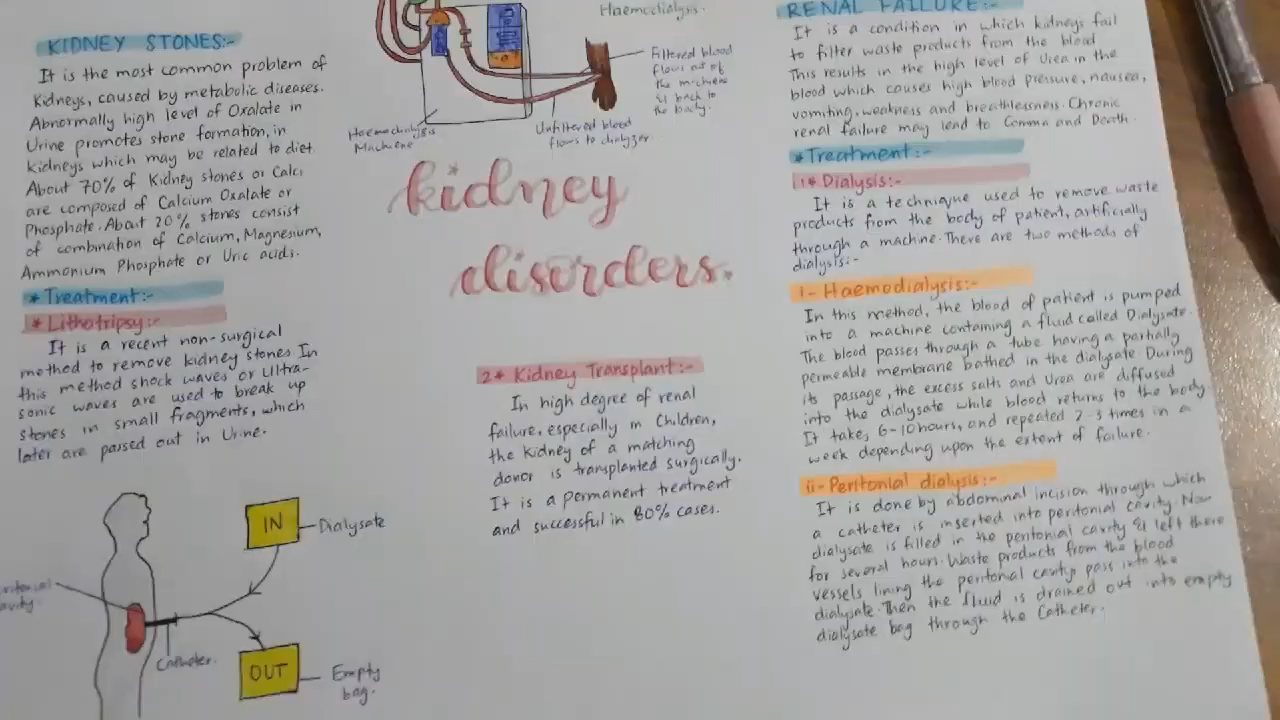 KIDNEY STONES:-
It is the most common problem of
Kidneys, caused by metabolic diseases.
Abnormally high level of Oxalate in
Urine promotes stone formation, in
kidneys which may be related to diet
About 70% of Kidney stones or Calci
are composed of Calcium Oxalate or
Phosphate. About 20% stones consist
of combination of Calcium, Magnesium,
Ammonium Phosphate or Uric acids.
* Treatment:-
* Lithotripsy:-
It is a recent non-surgical
method to remove kidney stones In
this method shock waves or Ultra-
sonic waves are used to break up
stones in small fragments, which
later are passed out in Urine.
IN
Dialysate
Catheter.
OUT
Empty
bag.
Haemodialysis.
Filtered blood
flows out of
the machiene
& back to
the body.
Haemodialysis
Machiene
Unfiltered blood
flows to dialyzer.
kidney
disorders.
2* Kidney Transplant:-
In high degree of renal
failure, especially in Children,
the kidney of a matching
donor is transplanted surgically.
It is a permanent treatment
and successful in 80% cases.
RENAL FAILURE:-
It is a condition in which kidneys fail
to filter waste products from the blood
This results in the high level of Urea in the
blood which causes high blood pressure, nausea,
vomiting, weakness and breathlessness. Chronic
renal failure may lead to Comma and Death.
*Treatment:-
1* Dialysis:-
It is a technique used to remove waste
products from the body of patient, artificially
through a machine. There are two methods of
dialysis:-
i- Haemodialysis:-
In this method, the blood of patient is pumped
into a machine containing a fluid called Dialysate.
The blood passes through a tube having a partially
permeable membrane bathed in the dialysate. During
its passage, the excess salts and Urea are diffused
into the dialysate while blood returns to the body.
It takes 6-10 hours, and repeated 2-3 times in a
week depending upon the extent of failure.
ii- Peritonial dialysis:-
It is done by abdominal incision through which
a catheter is inserted into peritonial cavity. Now
dialysate is filled in the peritonial cavity & left there
for several hours. Waste products from the blood
vessels lining the peritonal cavity pass into the
dialysate. Then the fluid is drained out into empty
dialysate bag through the Catheter.